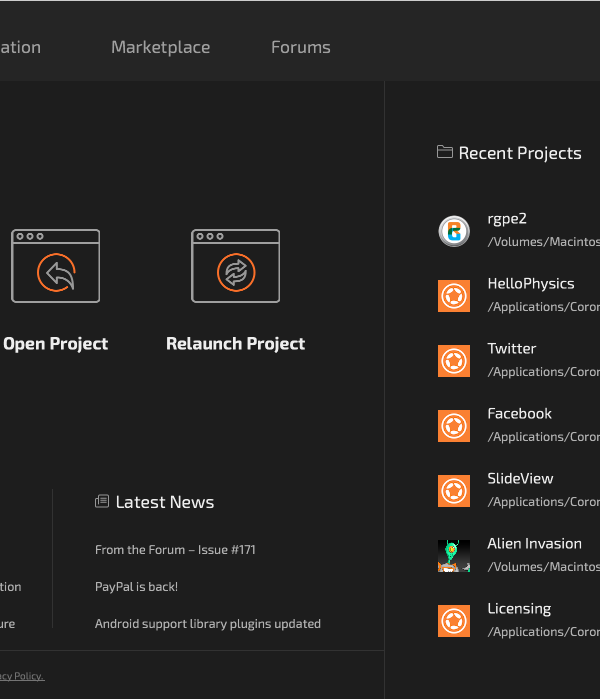 ation
Marketplace
Forums
Open Project
Relaunch Project
Latest News
From the Forum – Issue #171
PayPal is back!
Android support library plugins updated
tion
ure
acy Policy.
Recent Projects
rgpe2
/Volumes/Macintos
HelloPhysics
/Applications/Coror
Twitter
/Applications/Coror
Facebook
/Applications/Coror
SlideView
/Applications/Coror
Alien Invasion
/Volumes/Macintos
Licensing
/Applications/Coror